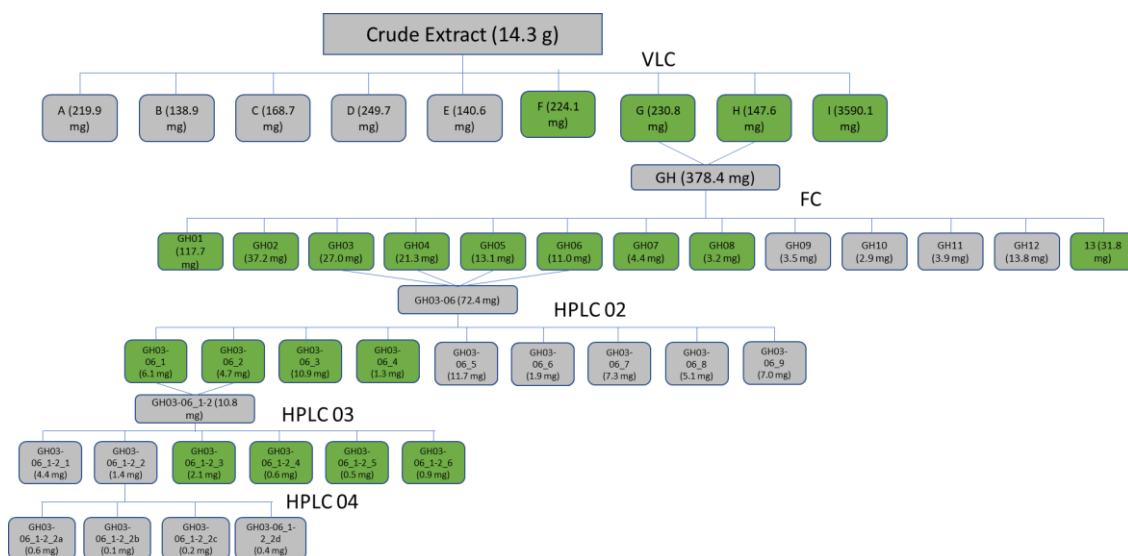 Crude Extract (14.3 g)
VLC
A (219.9
mg)
B (138.9
mg)
C (168.7
mg)
D (249.7
mg)
E (140.6
mg)
F (224.1
mg)
G (230.8
mg)
H (147.6
mg)
I (3590.1
mg)
GH (378.4 mg)
FC
GH01
(117.7
mg)
GH02
(37.2 mg)
GH03
(27.0 mg)
GH04
(21.3 mg)
GH05
(13.1 mg)
GH06
(11.0 mg)
GH07
(4.4 mg)
GH08
(3.2 mg)
GH09
(3.5 mg)
GH10
(2.9 mg)
GH11
(3.9 mg)
GH12
(13.8 mg)
13 (31.8
mg)
GH03-06 (72.4 mg)
HPLC 02
GH03-
06_1
(6.1 mg)
GH03-
06_2
(4.7 mg)
GH03-
06_3
(10.9 mg)
GH03-
06_4
(1.3 mg)
GH03-
06_5
(11.7 mg)
GH03-
06_6
(1.9 mg)
GH03-
06_7
(7.3 mg)
GH03-
06_8
(5.1 mg)
GH03-
06_9
(7.0 mg)
GH03-06_1-2 (10.8
mg)
HPLC 03
GH03-
06_1-2_1
(4.4 mg)
GH03-
06_1-2_2
(1.4 mg)
GH03-
06_1-2_3
(2.1 mg)
GH03-
06_1-2_4
(0.6 mg)
GH03-
06_1-2_5
(0.5 mg)
GH03-
06_1-2_6
(0.9 mg)
HPLC 04
GH03-
06_1-2_2a
(0.6 mg)
GH03-
06_1-2_2b
(0.1 mg)
GH03-
06_1-2_2c
(0.2 mg)
GH03-06_1-
2_2d
(0.4 mg)